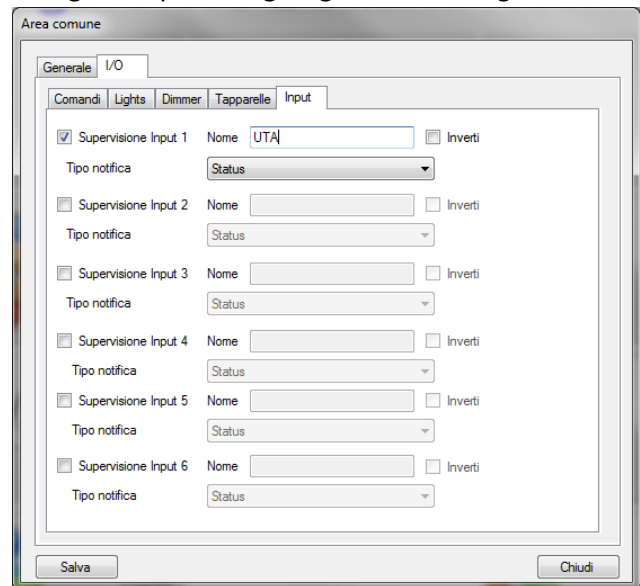 Area comune
Generale I/O
Comandi Lights Dimmer Tapparelle Input
Supervisione Input 1 Nome UTA Inverti
Tipo notifica Status
Supervisione Input 2 Nome Inverti
Tipo notifica Status
Supervisione Input 3 Nome Inverti
Tipo notifica Status
Supervisione Input 4 Nome Inverti
Tipo notifica Status
Supervisione Input 5 Nome Inverti
Tipo notifica Status
Supervisione Input 6 Nome Inverti
Tipo notifica Status
Salva Chiudi